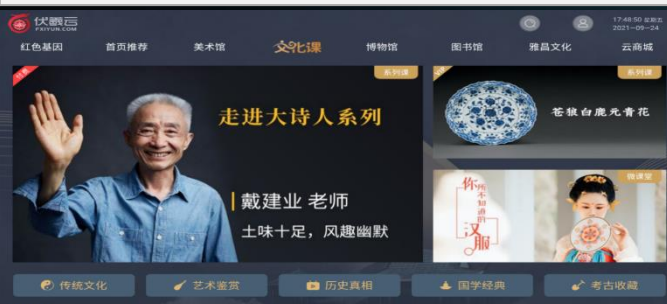 伏羲云
FXIYUN.COM
17:48:50 星期五
2021-09-24
红色基因 首页推荐 美术馆 文化课 博物馆 图书馆 雅昌文化 云商城
系列课
走进大诗人系列
戴建业 老师
土味十足，风趣幽默
系列课
苍狼白鹿元青花
微课堂
你所不知道的汉服
传统文化 艺术鉴赏 历史真相 国学经典 考古收藏